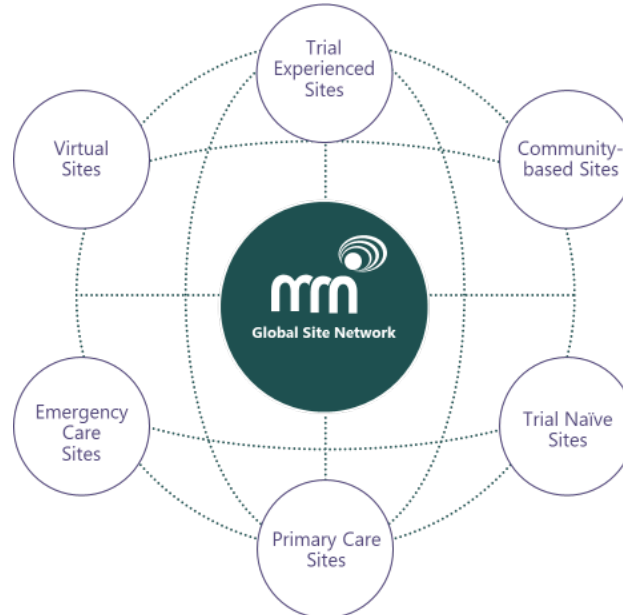 Trial
Experienced
Sites
Virtual
Sites
Community-
based Sites
mrn
Global Site Network
Emergency
Care
Sites
Trial Naïve
Sites
Primary Care
Sites